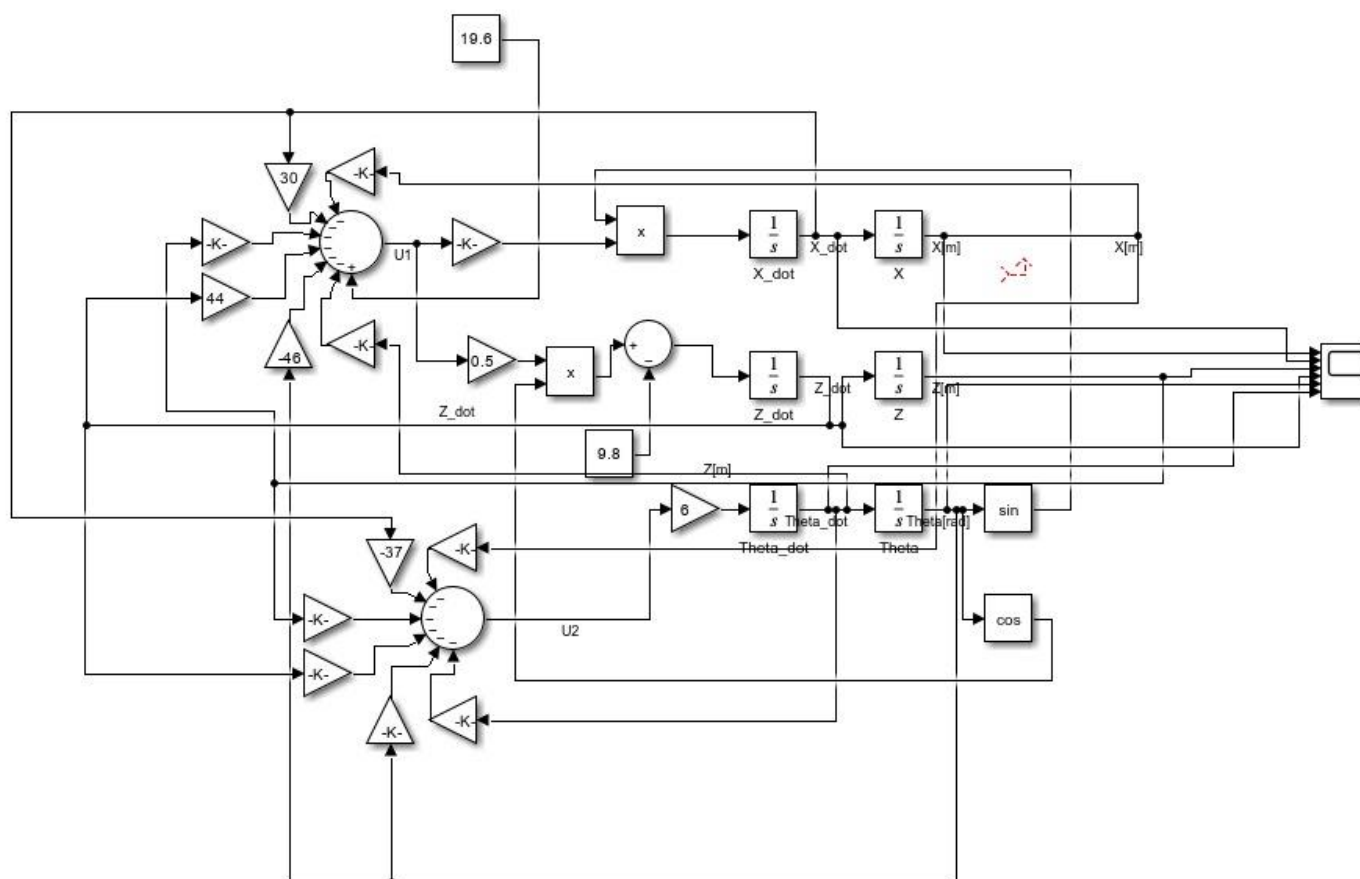 19.6
30
-K-
-K-
44
-46
-K-
U1
-K-
x
1
s
X_dot
X_dot
1
s
X
X[m]
X[m]
0.5
x
1
s
Z_dot
Z_dot
1
s
Z
Z[m]
Z_dot
9.8
Z[m]
6
1
s
Theta_dot
Theta_dot
1
s
Theta
Theta[rad]
sin
-37
-K-
-K-
U2
cos
-K-
-K-
-K-